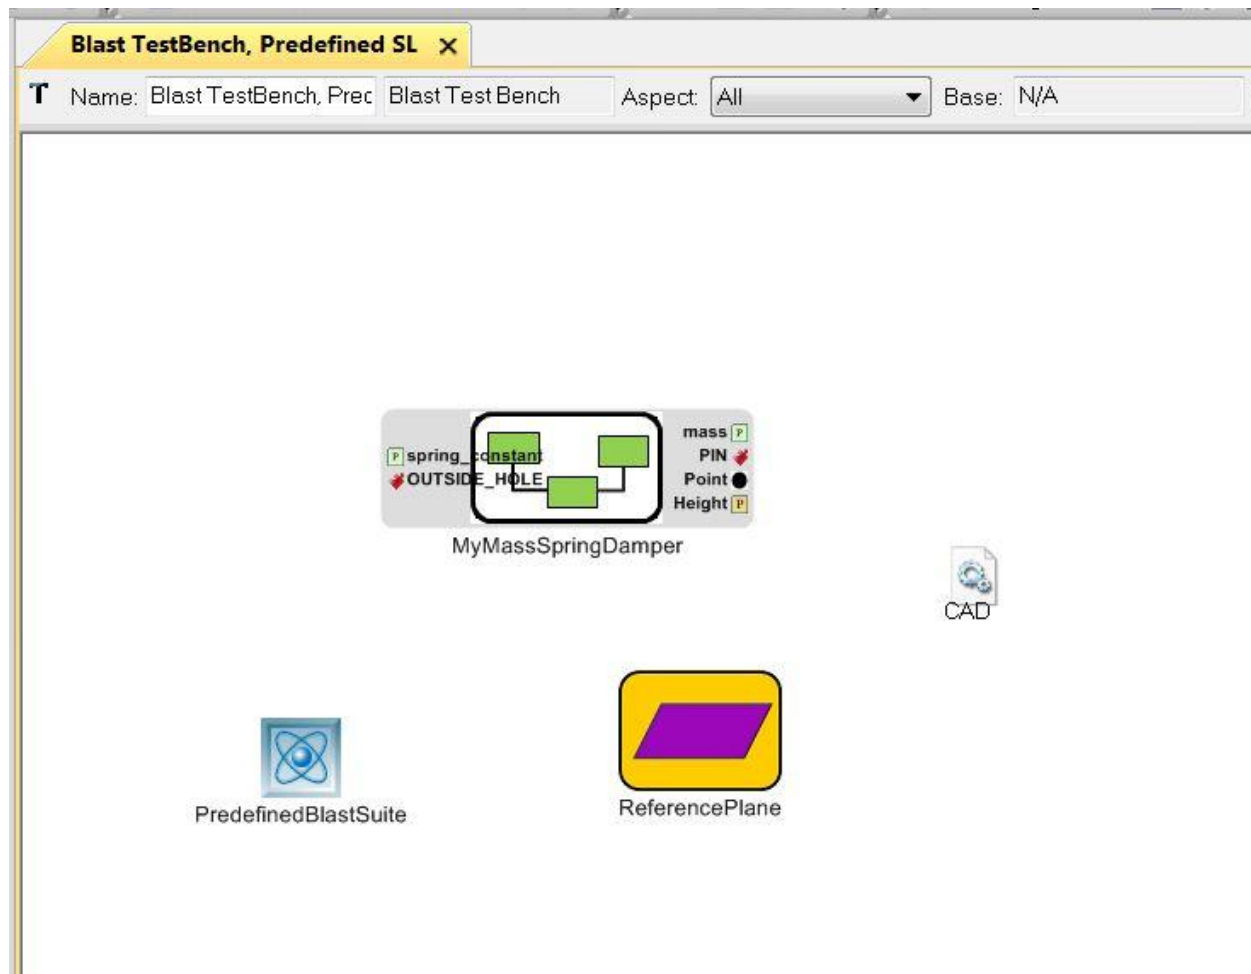 Blast TestBench, Predefined SL
Name: Blast TestBench, Prec Blast Test Bench Aspect: All Base: N/A
spring_constant
OUTSIDE_HOLE
mass P
PIN
Point
Height P
MyMassSpringDamper
CAD
PredefinedBlastSuite
ReferencePlane